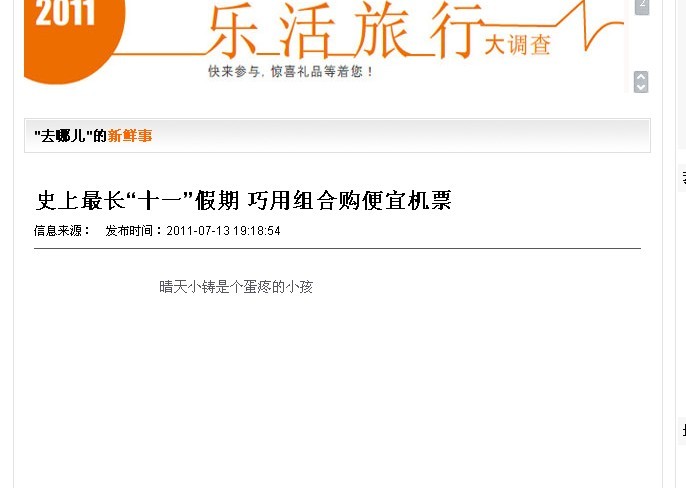 2011
乐活旅行大调查
2
快来参与, 惊喜礼品等着您！
"去哪儿"的新鲜事
史上最长“十一”假期 巧用组合购便宜机票
信息来源： 发布时间：2011-07-13 19:18:54
晴天小铸是个蛋疼的小孩